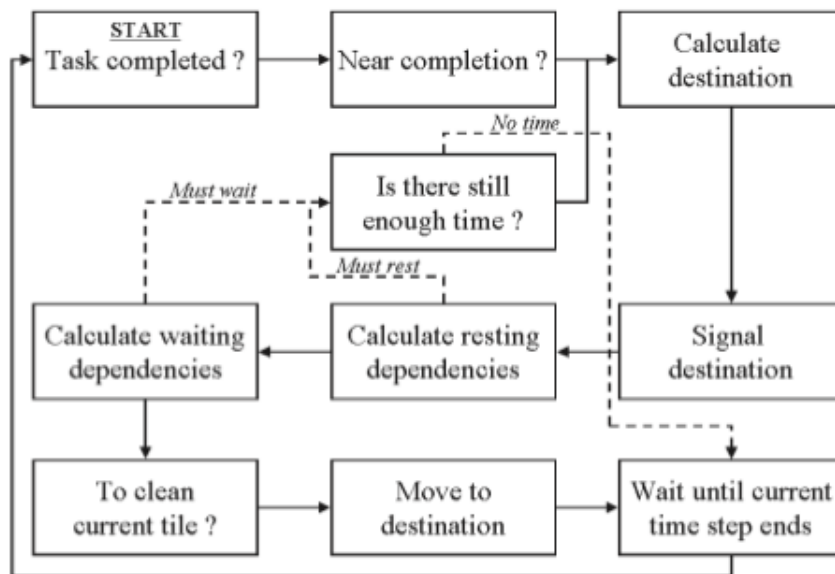 START
Task completed ?
Near completion ?
Calculate
destination
No time
Is there still
enough time ?
Must wait
Must rest
Calculate waiting
dependencies
Calculate resting
dependencies
Signal
destination
To clean
current tile ?
Move to
destination
Wait until current
time step ends